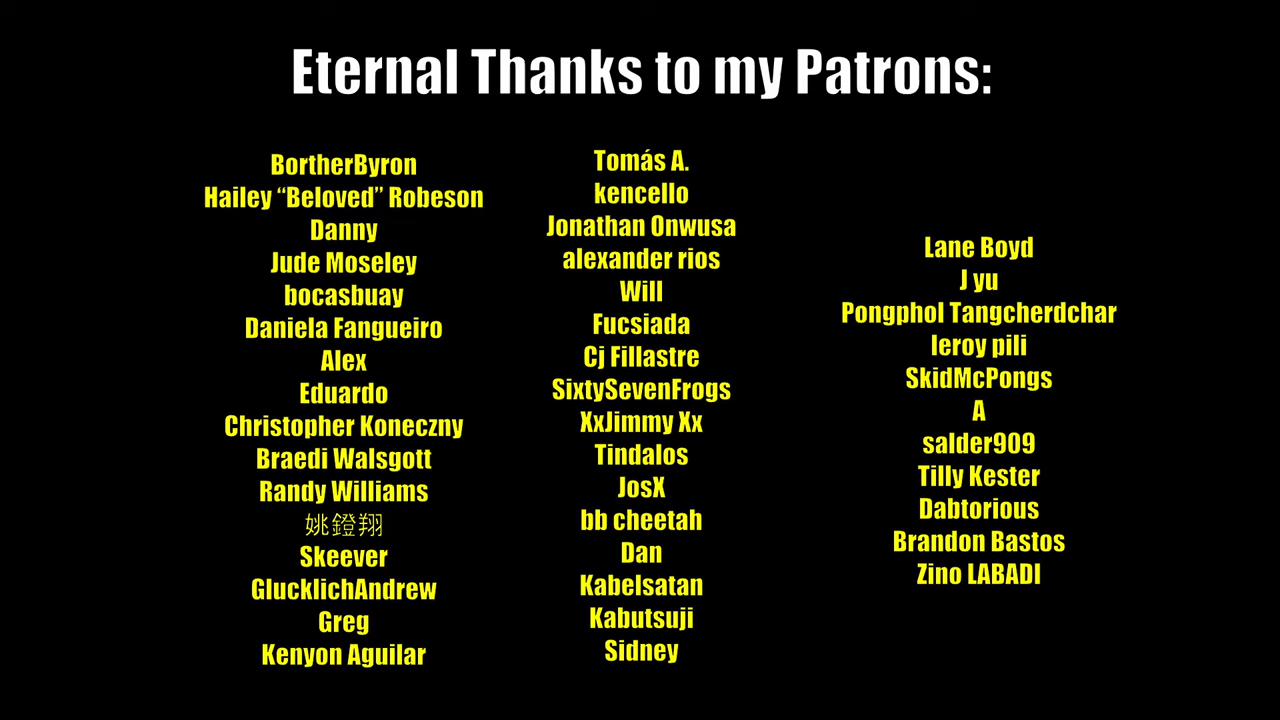 Eternal Thanks to my Patrons:
BortherByron
Hailey “Beloved” Robeson
Danny
Jude Moseley
bocasbuay
Daniela Fangueiro
Alex
Eduardo
Christopher Koneczny
Braedi Walsgott
Randy Williams
姚鐙翔
Skeever
GlucklichAndrew
Greg
Kenyon Aguilar
Tomás A.
kencello
Jonathan Onwusa
alexander rios
Will
Fucsiada
Cj Fillastre
SixtySevenFrogs
XxJimmy Xx
Tindalos
JosX
bb cheetah
Dan
Kabelsatan
Kabutsuji
Sidney
Lane Boyd
J yu
Pongphol Tangcherdchar
leroy pili
SkidMcPongs
A
salder909
Tilly Kester
Dabtorious
Brandon Bastos
Zino LABADI